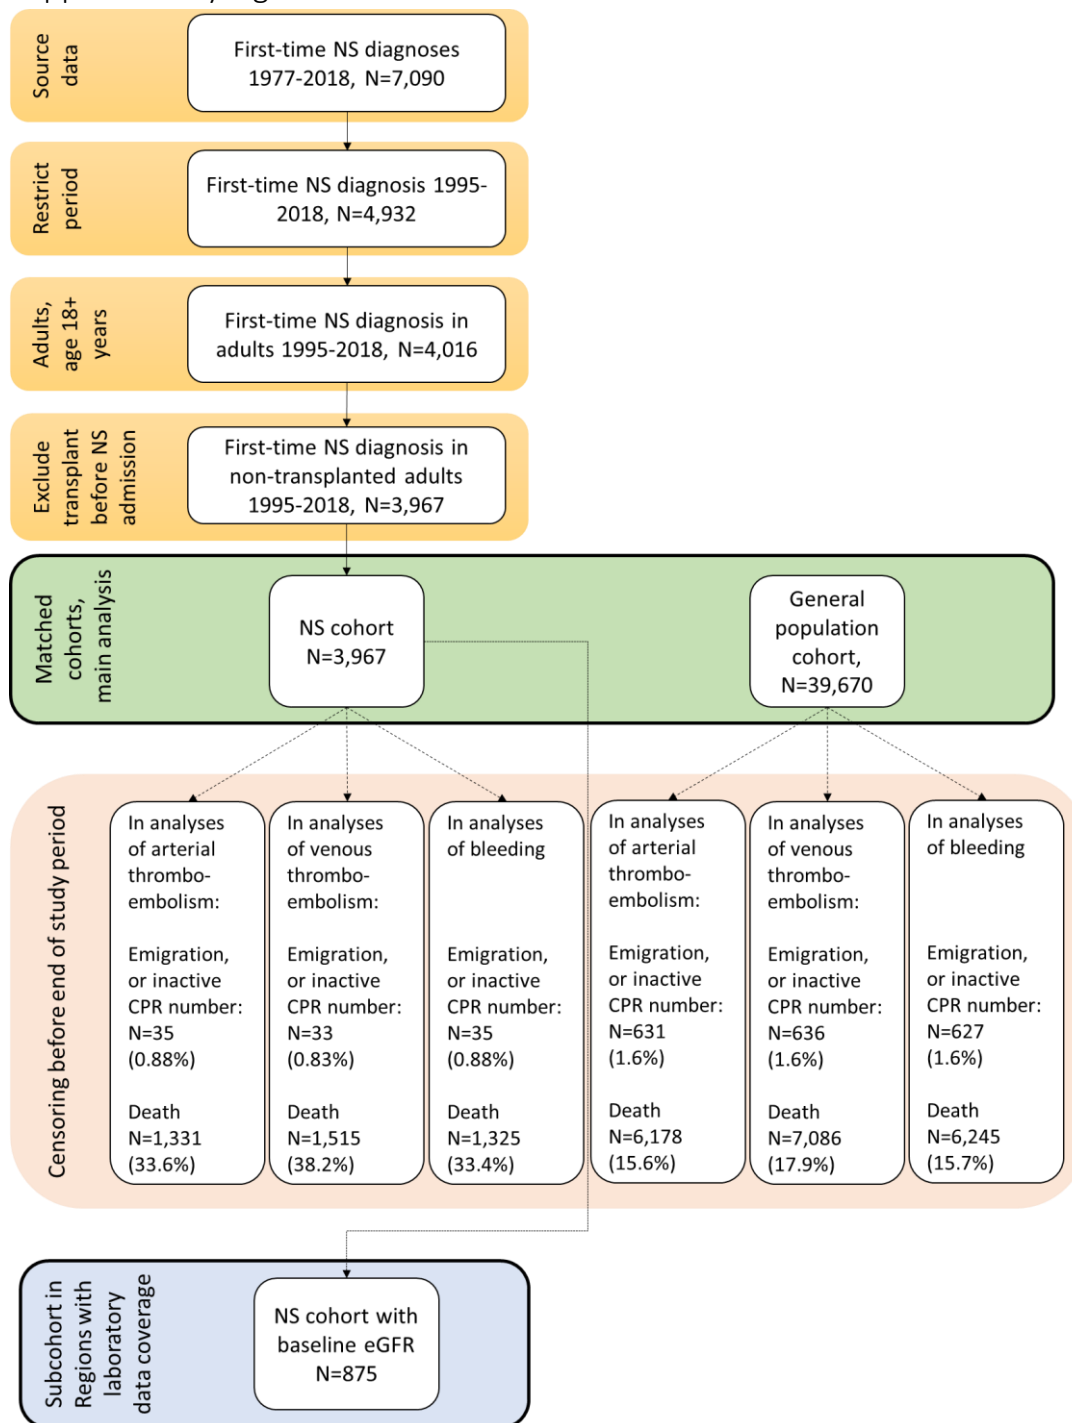 Source
data
First-time NS diagnoses
1977-2018, N=7,090
Restrict
period
First-time NS diagnosis 1995-
2018, N=4,932
Adults,
age 18+
years
First-time NS diagnosis in
adults 1995-2018, N=4,016
Exclude
transplant
before NS
admission
First-time NS diagnosis in
non-transplanted adults
1995-2018, N=3,967
Matched
cohorts,
main analysis
NS cohort
N=3,967
General
population
cohort,
N=39,670
Censoring before end of study period
In analyses
of arterial
thrombo-
embolism:
Emigration,
or inactive
CPR number:
N=35
(0.88%)
Death
N=1,331
(33.6%)
In analyses
of venous
thrombo-
embolism:
Emigration,
or inactive
CPR number:
N=33
(0.83%)
Death
N=1,515
(38.2%)
In analyses
of bleeding
Emigration,
or inactive
CPR number:
N=35
(0.88%)
Death
N=1,325
(33.4%)
In analyses
of arterial
thrombo-
embolism:
Emigration,
or inactive
CPR number:
N=631
(1.6%)
Death
N=6,178
(15.6%)
In analyses
of venous
thrombo-
embolism:
Emigration,
or inactive
CPR number:
N=636
(1.6%)
Death
N=7,086
(17.9%)
In analyses
of bleeding
Emigration,
or inactive
CPR number:
N=627
(1.6%)
Death
N=6,245
(15.7%)
Subcohort in
Regions with
laboratory
data coverage
NS cohort with
baseline eGFR
N=875